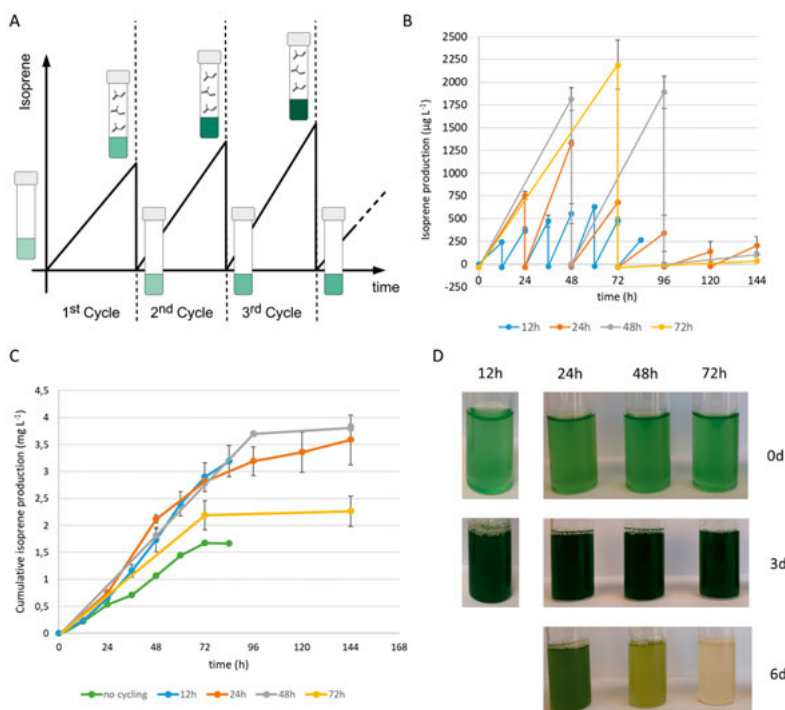 A
Isoprene
time
1st Cycle
2nd Cycle
3rd Cycle
B
Isoprene production (µg L-1)
2500
2250
2000
1750
1500
1250
1000
750
500
250
0
-250
0 24 48 72 96 120 144
time (h)
12h 24h 48h 72h
C
Cumulative isoprene production (mg L-1)
4,5
4
3,5
3
2,5
2
1,5
1
0,5
0
0 24 48 72 96 120 144 168
time (h)
no cycling 12h 24h 48h 72h
D
12h 24h 48h 72h
0d
3d
6d